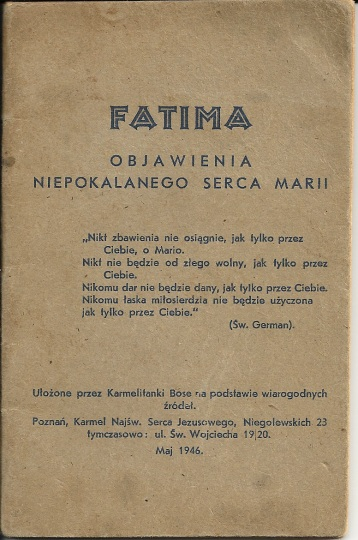 FATIMA
OBJAWIENIA
NIEPOKALANEGO SERCA MARII
„Nikt zbawienia nie osiągnie, jak tylko przez
Ciebie, o Mario.
Nikt nie będzie od złego wolny, jak tylko przez
Ciebie.
Nikomu dar nie będzie dany, jak tylko przez Ciebie.
Nikomu łaska miłosierdzia nie będzie użyczona
jak tylko przez Ciebie."
(Św. German).
Ułożone przez Karmelitanki Bose na podstawie wiarogodnych
źródeł.
Poznań, Karmel Najśw. Serca Jezusowego, Niegolewskich 23
tymczasowo: ul. Św. Wojciecha 19|20.
Maj 1946.